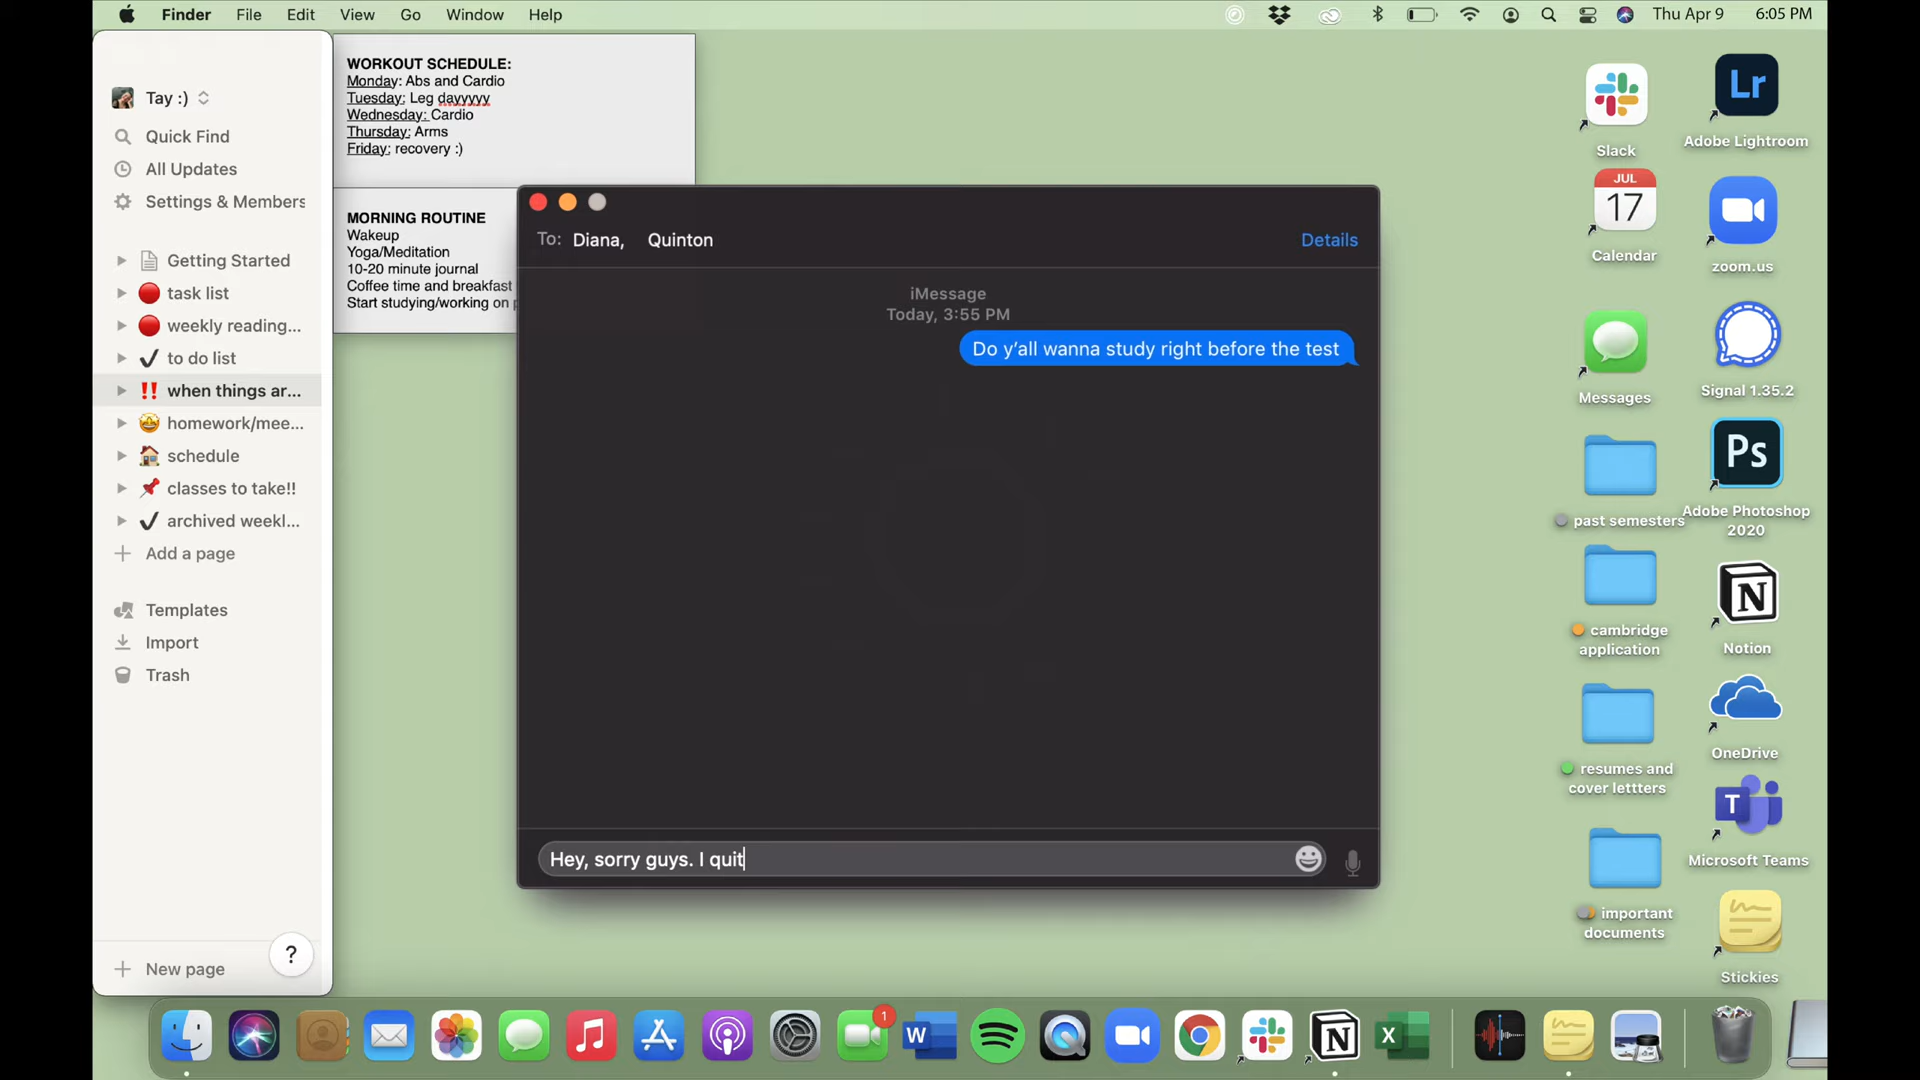 Finder File Edit View Go Window Help
Thu Apr 9 6:05 PM
Tay :)
Quick Find
All Updates
Settings & Members
Getting Started
task list
weekly reading...
to do list
when things ar...
homework/mee...
schedule
classes to take!!
archived weekl...
Add a page
Templates
Import
Trash
New page
?
WORKOUT SCHEDULE:
Monday: Abs and Cardio
Tuesday: Leg dayyyyy
Wednesday: Cardio
Thursday: Arms
Friday: recovery :)
MORNING ROUTINE
Wakeup
Yoga/Meditation
10-20 minute journal
Coffee time and breakfast
Start studying/working on
To: Diana, Quinton
Details
iMessage
Today, 3:55 PM
Do y'all wanna study right before the test
Hey, sorry guys. I quit
Slack
Lr
Adobe Lightroom
JUL
17
Calendar
zoom.us
Messages
Signal 1.35.2
past semesters
Ps
Adobe Photoshop
2020
cambridge
application
N
Notion
resumes and
cover lettters
OneDrive
T
Microsoft Teams
important
documents
Stickies
1
W
N
X